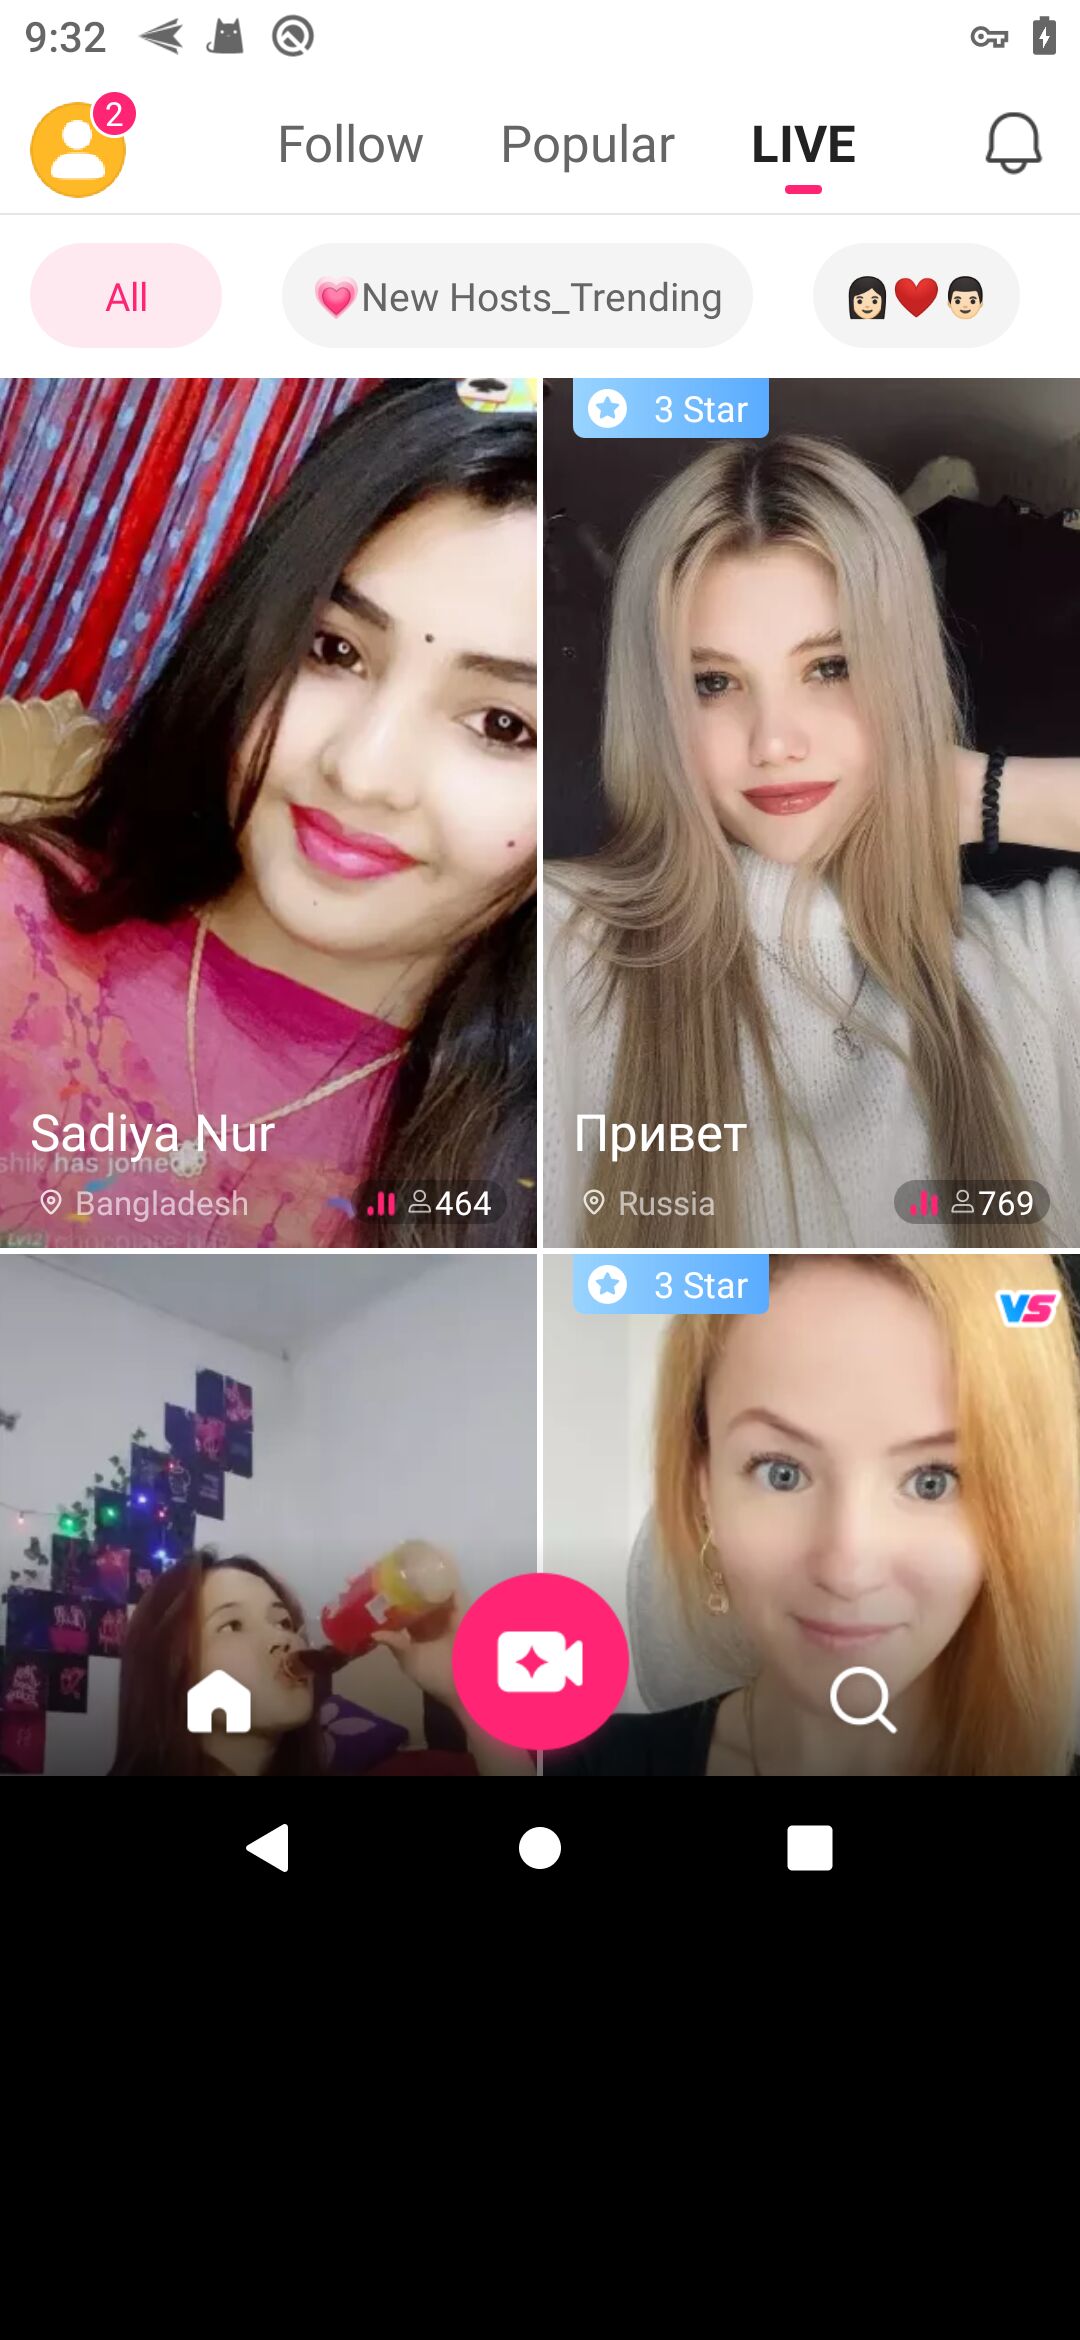 9:32
2
Follow
Popular
LIVE
All
💗New Hosts_Trending
👩🏻❤️👨🏻
3 Star
Sadiya Nur
has joined
Bangladesh
464
Привет
Russia
769
3 Star
VS